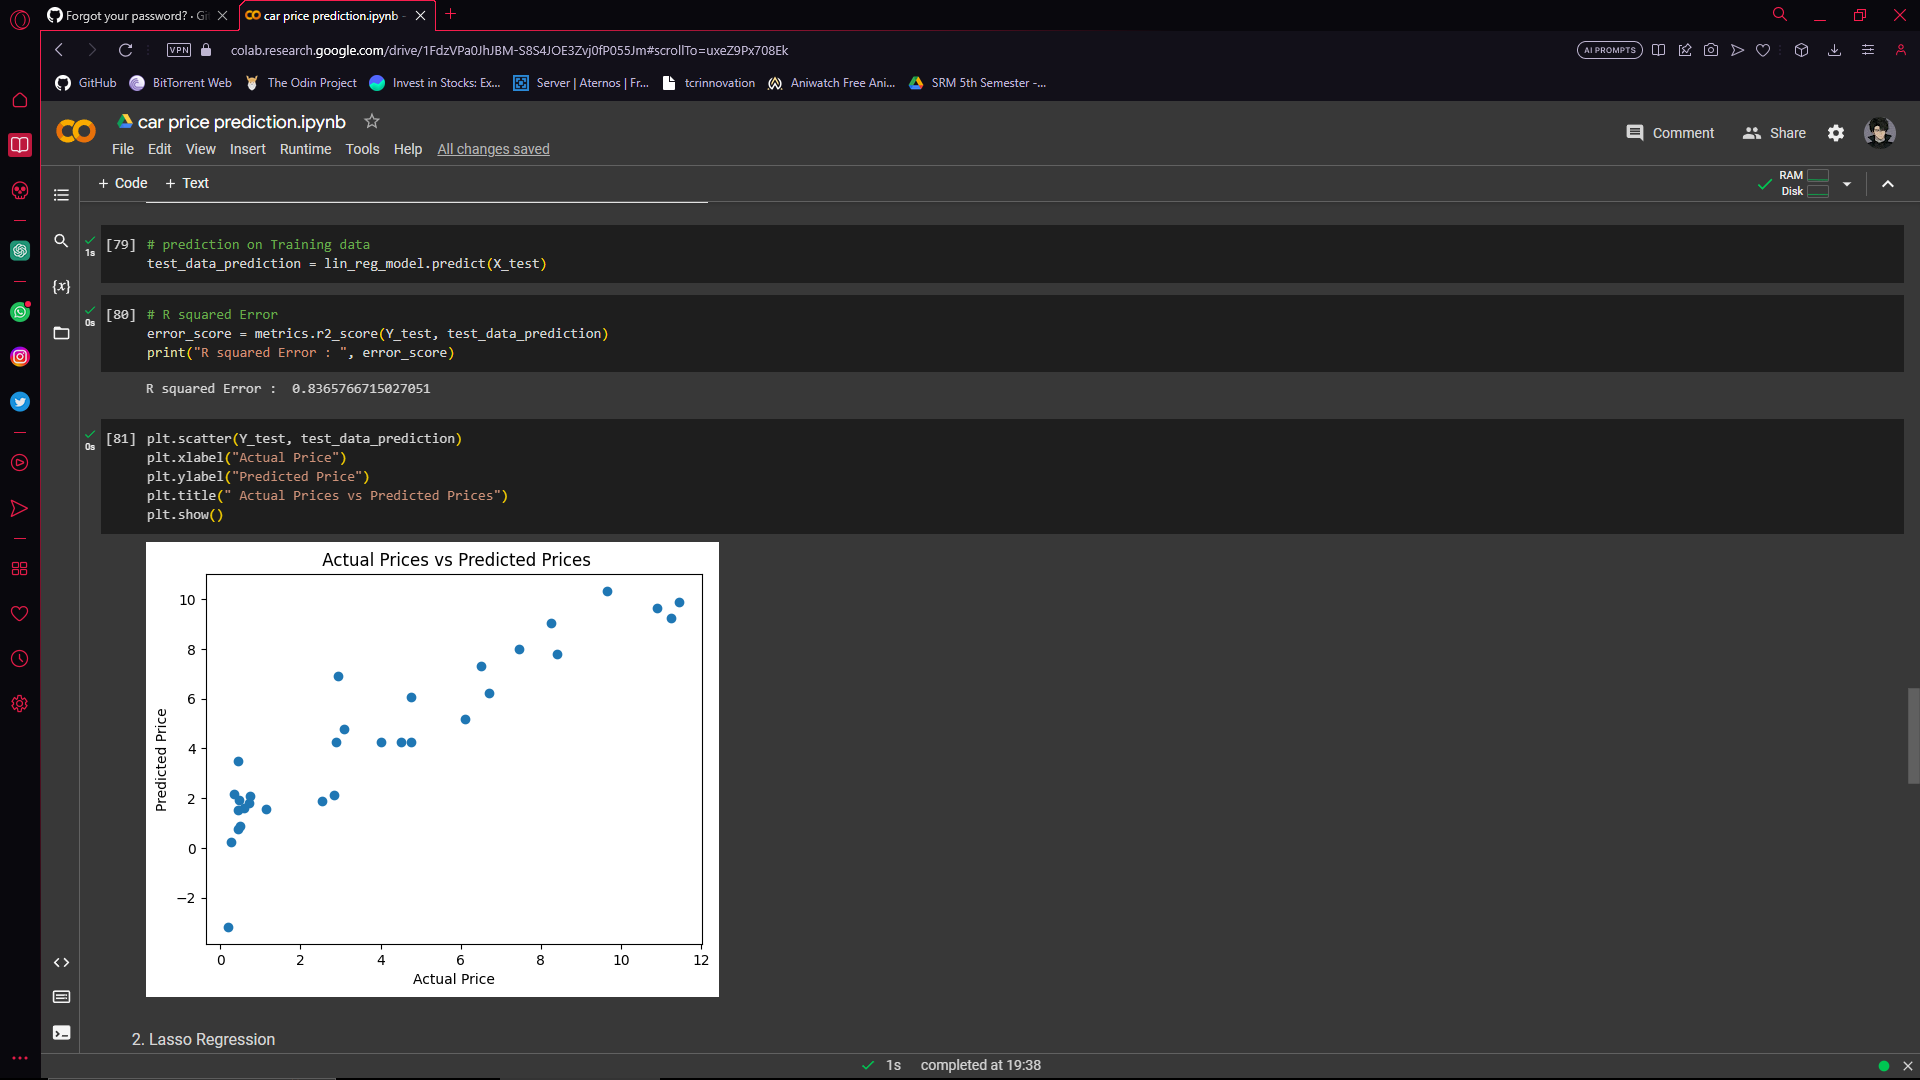 Forgot your password? · Gi
car price prediction.ipynb -
VPN
colab.research.google.com/drive/1FdzVPa0JhJBM-S8S4JOE3Zvj0fP055Jm#scrollTo=uxeZ9Px708Ek
AI PROMPTS
GitHub
BitTorrent Web
The Odin Project
Invest in Stocks: Ex...
Server | Aternos | Fr...
tcrinnovation
Aniwatch Free Ani...
SRM 5th Semester -...
car price prediction.ipynb
Comment
Share
File Edit View Insert Runtime Tools Help All changes saved
+ Code + Text
RAM
Disk
[79] # prediction on Training data
1s
test_data_prediction = lin_reg_model.predict(X_test)
{x}
[80] # R squared Error
0s
error_score = metrics.r2_score(Y_test, test_data_prediction)
print("R squared Error : ", error_score)
R squared Error :  0.8365766715027051
[81] plt.scatter(Y_test, test_data_prediction)
0s
plt.xlabel("Actual Price")
plt.ylabel("Predicted Price")
plt.title(" Actual Prices vs Predicted Prices")
plt.show()
Actual Prices vs Predicted Prices
10
8
6
4
2
0
−2
Predicted Price
0 2 4 6 8 10 12
Actual Price
2. Lasso Regression
1s completed at 19:38